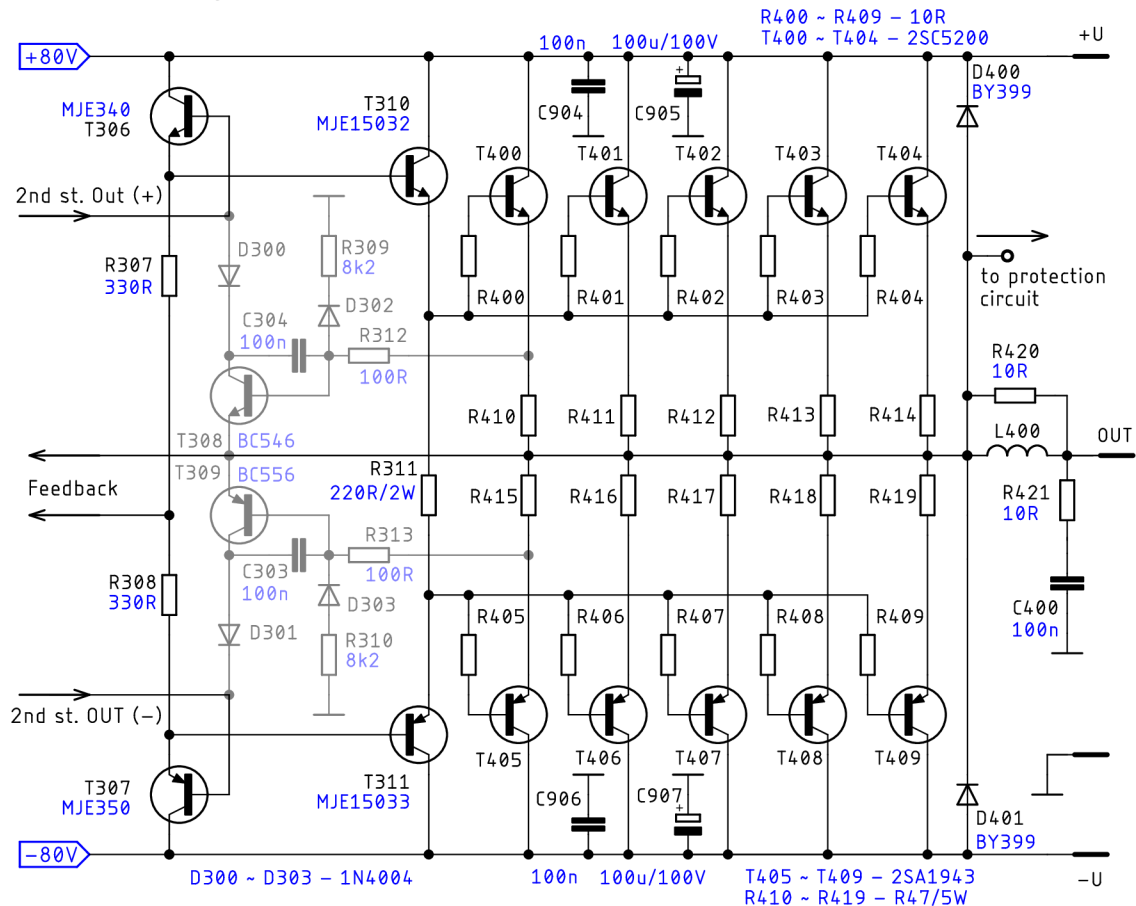 R400 ~ R409 – 10R
T400 ~ T404 – 2SC5200
+U
100n
100u/100V
+80V
D400
BY399
MJE340
T306
T310
MJE15032
C904
+
C905
T400
T401
T402
T403
T404
2nd st. Out (+)
D300
R309
8k2
to protection
circuit
R307
330R
R400
R401
R402
R403
R404
D302
C304
100n
R312
100R
R420
10R
R410
R411
R412
R413
R414
L400
OUT
T308
BC546
T309
BC556
R311
220R/2W
Feedback
R415
R416
R417
R418
R419
R421
10R
R313
100R
C303
100n
R308
330R
D303
C400
100n
R405
R406
R407
R408
R409
D301
R310
8k2
2nd st. OUT (–)
T405
T406
T407
T408
T409
T307
MJE350
T311
MJE15033
C906
C907
+
D401
BY399
–80V
D300 ~ D303 – 1N4004
100n
100u/100V
T405 ~ T409 – 2SA1943
R410 ~ R419 – R47/5W
–U